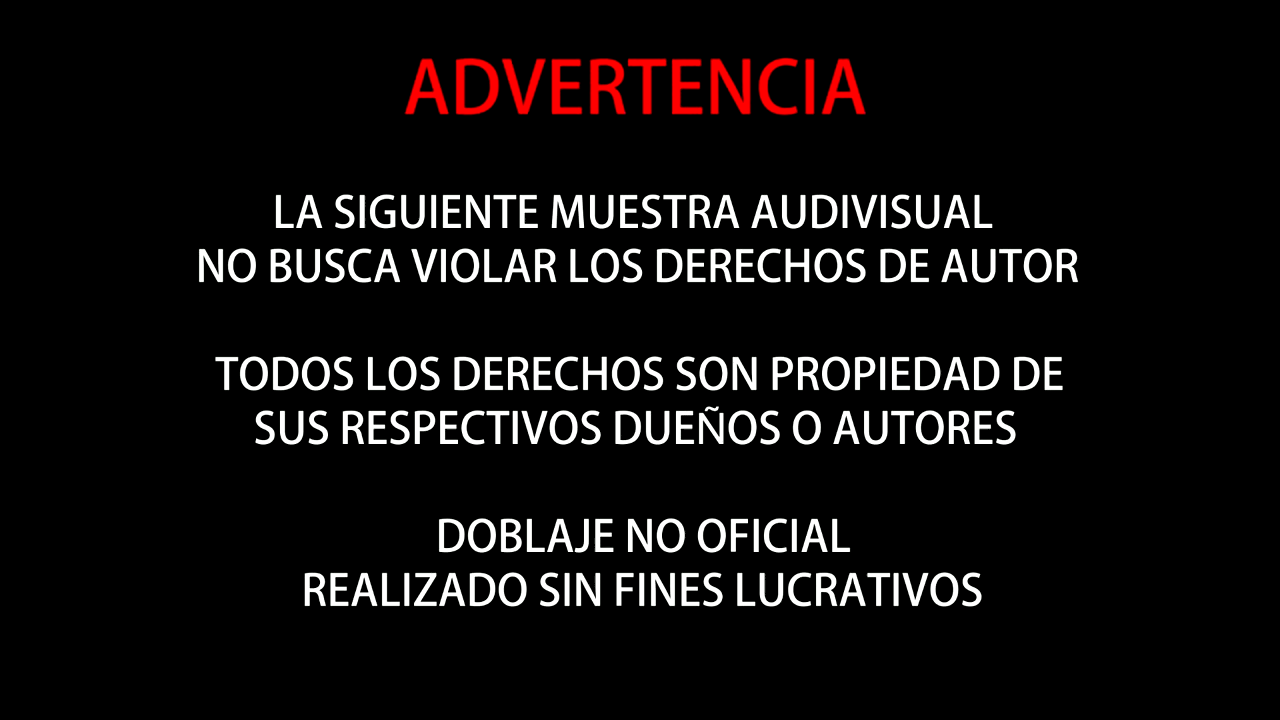 ADVERTENCIA
LA SIGUIENTE MUESTRA AUDIVISUAL
NO BUSCA VIOLAR LOS DERECHOS DE AUTOR
TODOS LOS DERECHOS SON PROPIEDAD DE
SUS RESPECTIVOS DUEÑOS O AUTORES
DOBLAJE NO OFICIAL
REALIZADO SIN FINES LUCRATIVOS